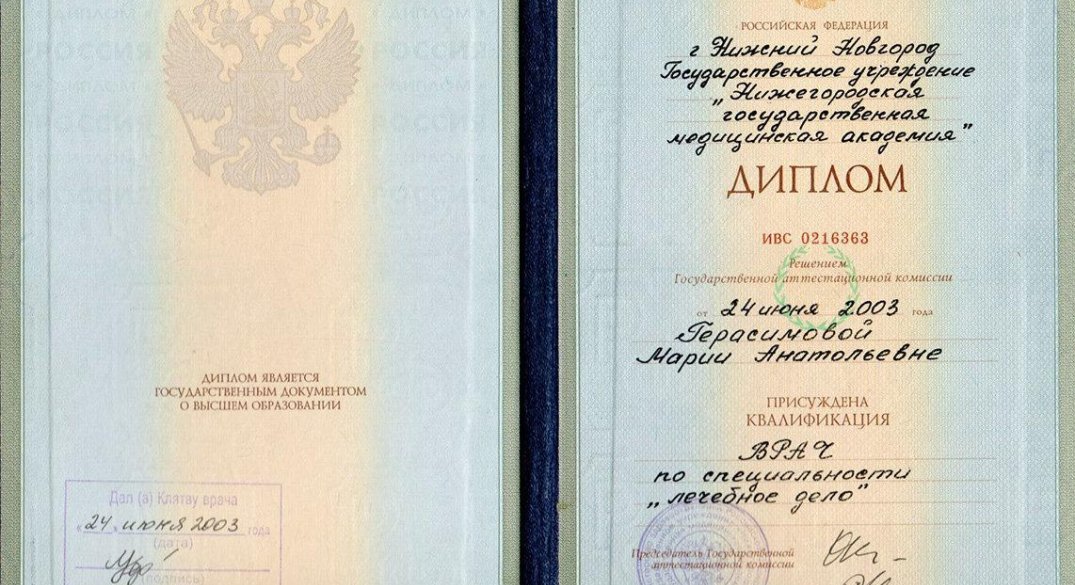 ДИПЛОМ ЯВЛЯЕТСЯ
ГОСУДАРСТВЕННЫМ ДОКУМЕНТОМ
О ВЫСШЕМ ОБРАЗОВАНИИ
Дал (а) Клятву врача
"24" июня 2003 года
(дата)
(подпись)
РОССИЙСКАЯ ФЕДЕРАЦИЯ
г Нижний Новгород
Государственное учреждение
„Нижегородская
государственная
медицинская академия"
ДИПЛОМ
ИВС 0216363
Решением
Государственной аттестационной комиссии
от 24 июня 2003 года
Герасимовой
Марии Анатольевне
ПРИСУЖДЕНА
КВАЛИФИКАЦИЯ
ВРАЧ
по специальности
„лечебное дело"
Председатель Государственной
аттестационной комиссии